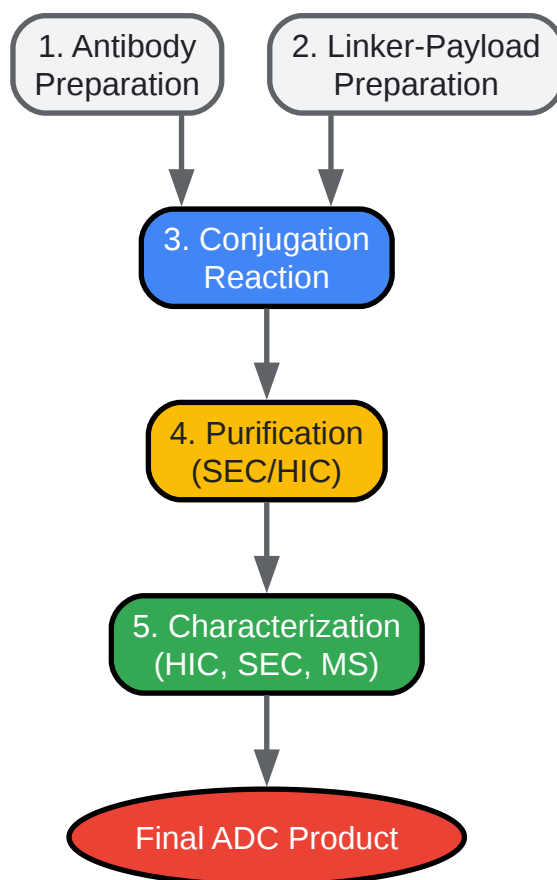 1. Antibody
Preparation
2. Linker-Payload
Preparation
3. Conjugation
Reaction
4. Purification
(SEC/HIC)
5. Characterization
(HIC, SEC, MS)
Final ADC Product